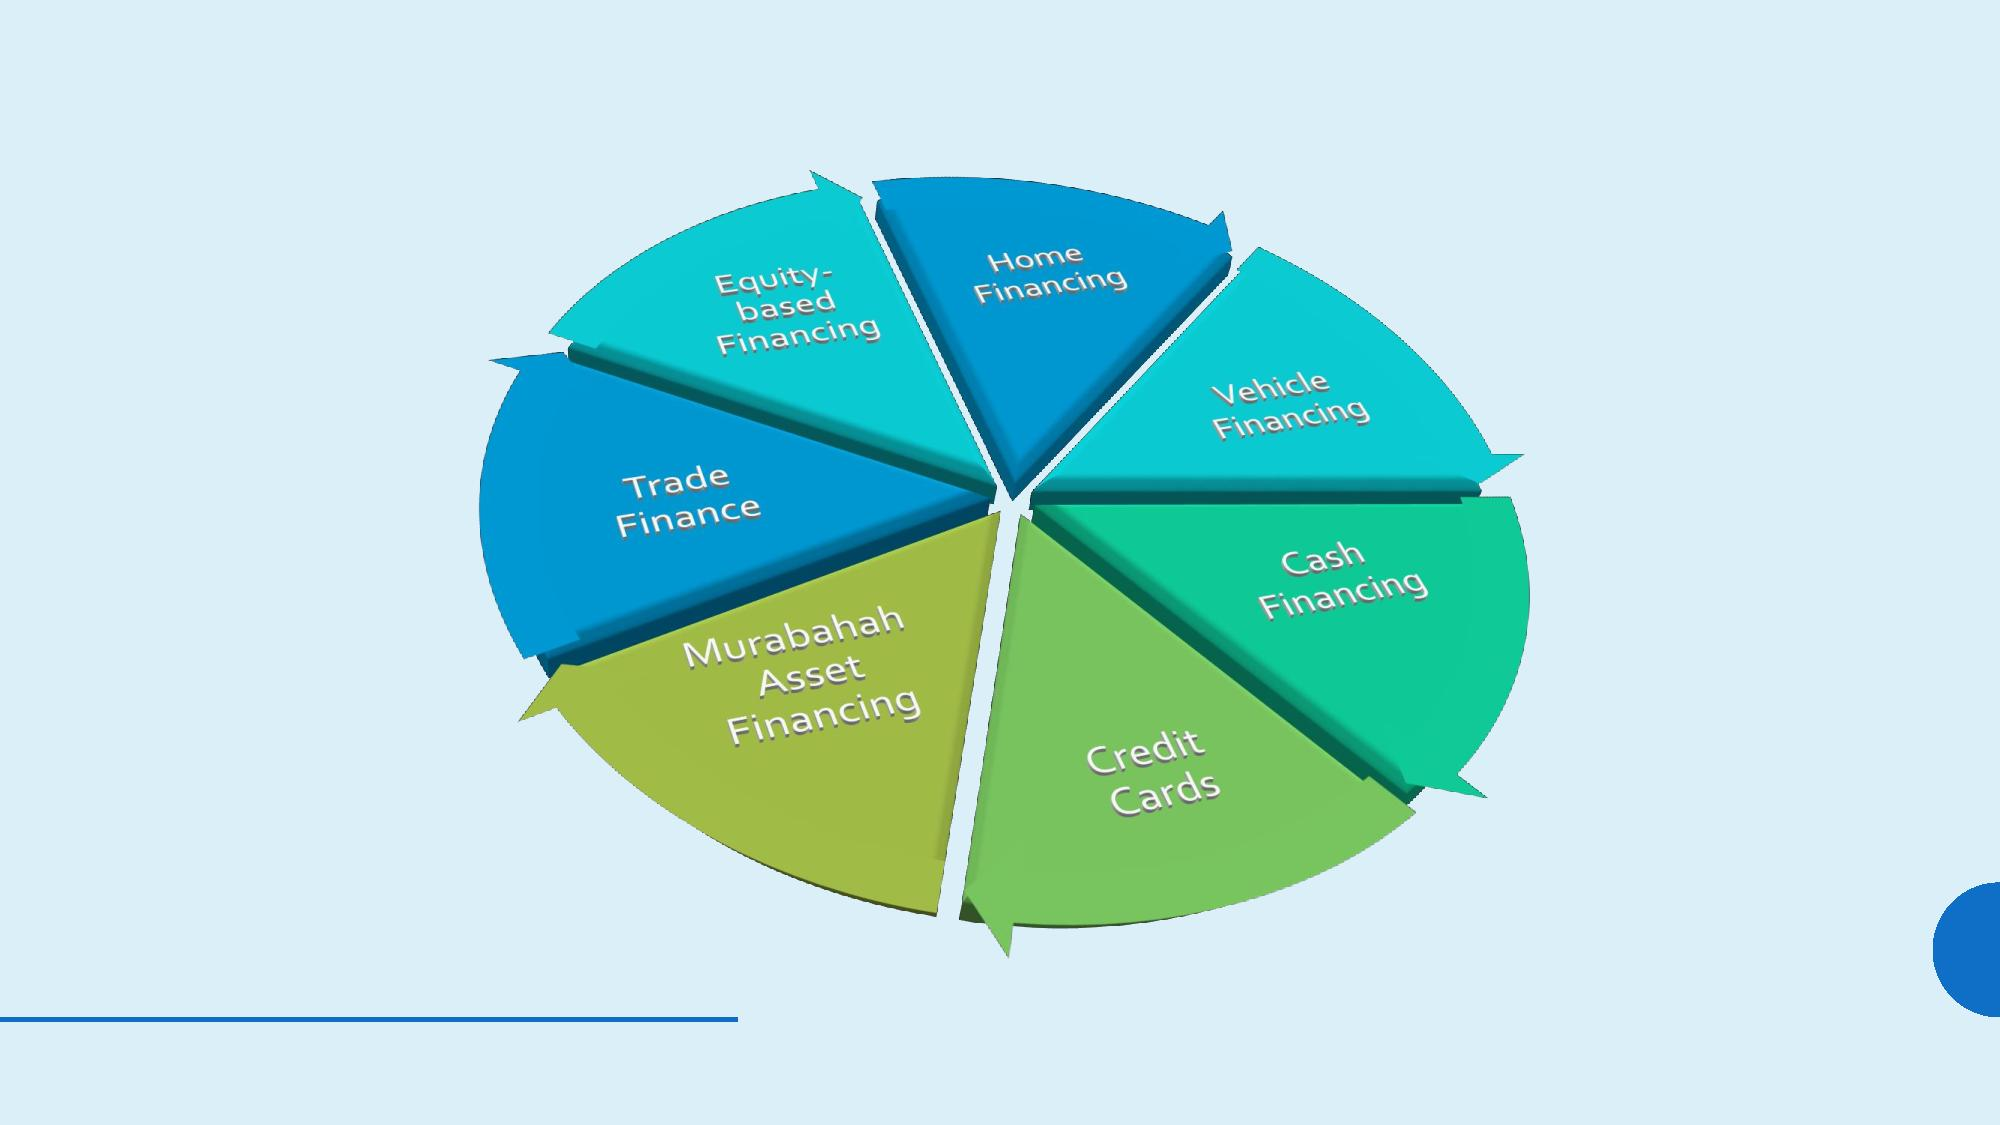 Home
Financing
Vehicle
Financing
Cash
Financing
Credit
Cards
Murabahah
Asset
Financing
Trade
Finance
Equity-
based
Financing